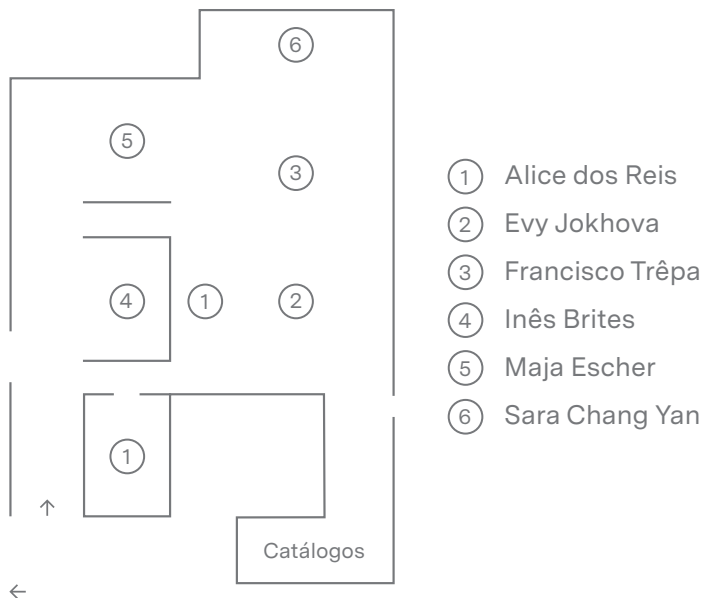 6
5
3
4
1
2
1
Catálogos
1 Alice dos Reis
2 Evy Jokhova
3 Francisco Trêpa
4 Inês Brites
5 Maja Escher
6 Sara Chang Yan